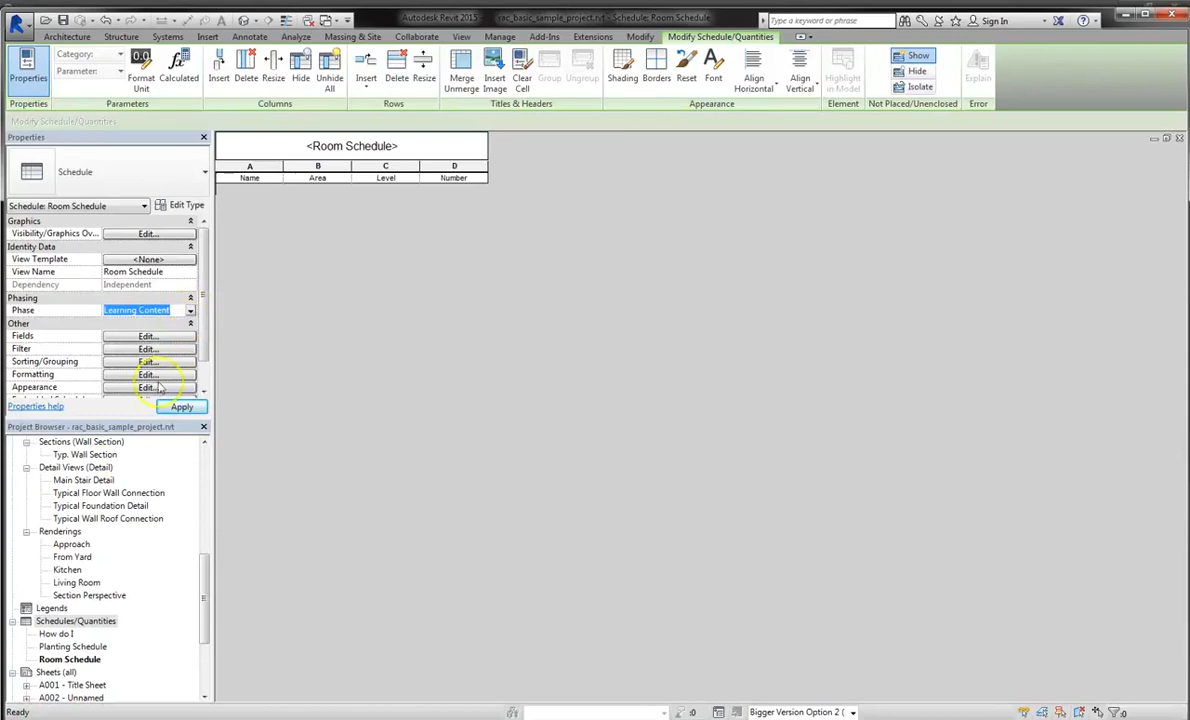 Autodesk Revit 2015 - rac_basic_sample_project.rvt - Schedule: Room Schedule
Type a keyword or phrase
Sign In
Architecture Structure Systems Insert Annotate Analyze Massing & Site Collaborate View Manage Add-Ins Extensions Modify Modify Schedule/Quantities
Properties
Category:
Parameter:
0.0
Format Unit
Calculated
Insert Delete Resize Hide Unhide All
Insert Delete Resize
Merge Unmerge
Insert Image
Clear Cell
Group Ungroup
Shading Borders Reset Font
Align Horizontal
Align Vertical
Highlight in Model
Show
Hide
Isolate
Explain
Properties Parameters Columns Rows Titles & Headers Appearance Element Not Placed/Unenclosed Error
Modify Schedule/Quantities
Properties
Schedule
Schedule: Room Schedule
Edit Type
Graphics
Visibility/Graphics Ov... Edit...
Identity Data
View Template <None>
View Name Room Schedule
Dependency Independent
Phasing
Phase Learning Content
Other
Fields Edit...
Filter Edit...
Sorting/Grouping Edit...
Formatting Edit...
Appearance Edit...
Properties help
Apply
<Room Schedule>
A B C D
Name Area Level Number
Project Browser - rac_basic_sample_project.rvt
Sections (Wall Section)
Typ. Wall Section
Detail Views (Detail)
Main Stair Detail
Typical Floor Wall Connection
Typical Foundation Detail
Typical Wall Roof Connection
Renderings
Approach
From Yard
Kitchen
Living Room
Section Perspective
Legends
Schedules/Quantities
How do I
Planting Schedule
Room Schedule
Sheets (all)
A001 - Title Sheet
A002 - Unnamed
Ready
:0
Bigger Version Option 2 (
:0